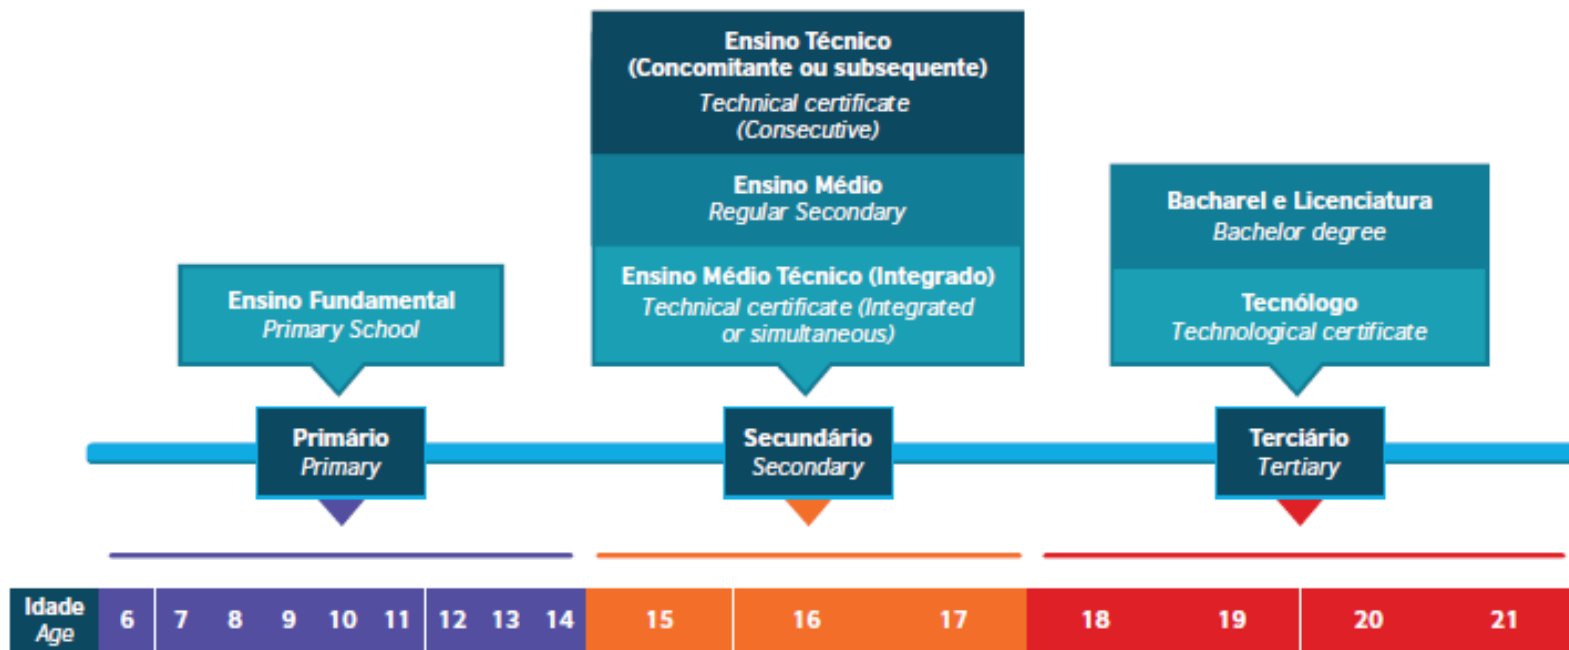 Ensino Técnico
(Concomitante ou subsequente)
Technical certificate
(Consecutive)
Ensino Médio
Regular Secondary
Ensino Médio Técnico (Integrado)
Technical certificate (Integrated
or simultaneous)
Bacharel e Licenciatura
Bachelor degree
Tecnólogo
Technological certificate
Ensino Fundamental
Primary School
Primário
Primary
Secundário
Secondary
Terciário
Tertiary
Idade
Age
6 7 8 9 10 11 12 13 14 15 16 17 18 19 20 21